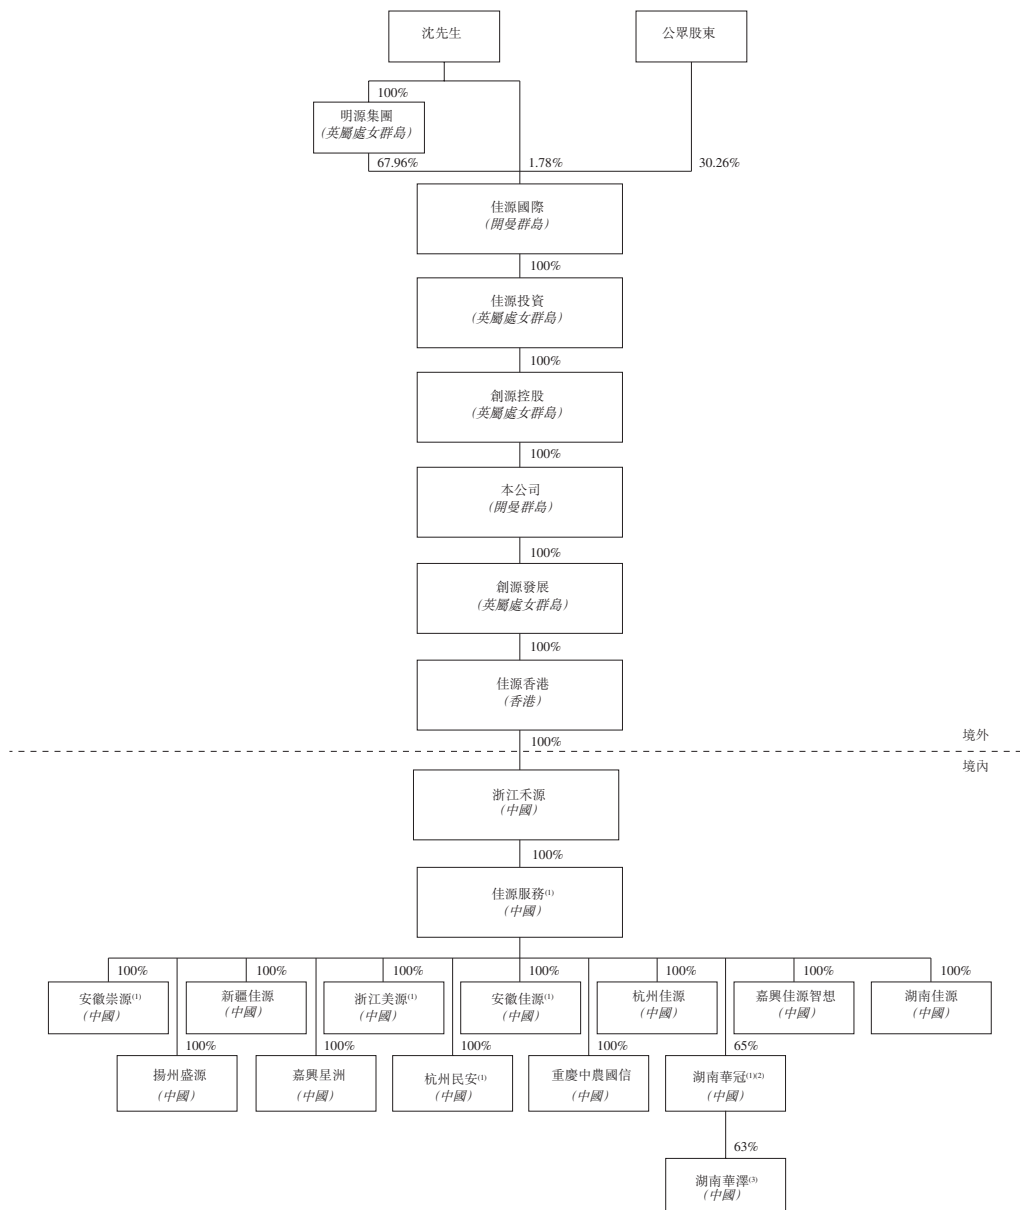 沈先生
公眾股東
100%
明源集團
(英屬處女群島)
67.96%
1.78%
30.26%
佳源國際
(開曼群島)
100%
佳源投資
(英屬處女群島)
100%
創源控股
(英屬處女群島)
100%
本公司
(開曼群島)
100%
創源發展
(英屬處女群島)
100%
佳源香港
(香港)
100%
境外
境內
浙江禾源
(中國)
100%
佳源服務(1)
(中國)
100%
100%
100%
100%
100%
100%
100%
安徽崇源(1)
(中國)
新疆佳源
(中國)
浙江美源(1)
(中國)
安徽佳源(1)
(中國)
杭州佳源
(中國)
嘉興佳源智想
(中國)
湖南佳源
(中國)
100%
100%
100%
100%
65%
揚州盛源
(中國)
嘉興星洲
(中國)
杭州民安(1)
(中國)
重慶中農國信
(中國)
湖南華冠(1)(2)
(中國)
63%
湖南華澤(3)
(中國)